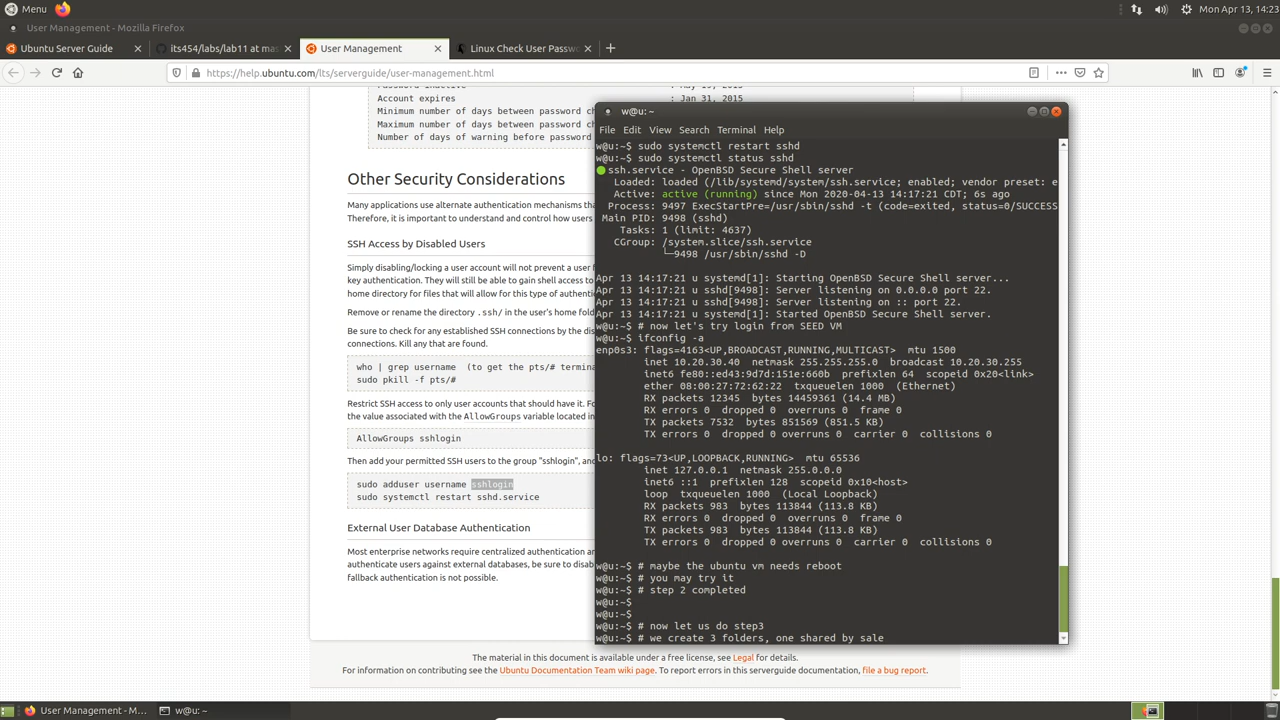 Menu
Mon Apr 13, 14:23
User Management - Mozilla Firefox
Ubuntu Server Guide
its454/labs/lab11 at mas
User Management
Linux Check User Passwo
https://help.ubuntu.com/lts/serverguide/user-management.html
Account expires : Jan 31, 2015
Minimum number of days between password ch
Maximum number of days between password ch
Number of days of warning before password
Other Security Considerations
Many applications use alternate authentication mechanisms tha
Therefore, it is important to understand and control how users
SSH Access by Disabled Users
Simply disabling/locking a user account will not prevent a user f
key authentication. They will still be able to gain shell access to
home directory for files that will allow for this type of authenti
Remove or rename the directory .ssh/ in the user's home fold
Be sure to check for any established SSH connections by the dis
connections. Kill any that are found.
who | grep username (to get the pts/# termin
sudo pkill -f pts/#
Restrict SSH access to only user accounts that should have it. Fo
the value associated with the AllowGroups variable located in
AllowGroups sshlogin
Then add your permitted SSH users to the group "sshlogin", and
sudo adduser username sshlogin
sudo systemctl restart sshd.service
External User Database Authentication
Most enterprise networks require centralized authentication an
authenticate users against external databases, be sure to disab
fallback authentication is not possible.
The material in this document is available under a free license, see Legal for details.
For information on contributing see the Ubuntu Documentation Team wiki page. To report errors in this serverguide documentation, file a bug report.
w@u: ~
File Edit View Search Terminal Help
w@u:~$ sudo systemctl restart sshd
w@u:~$ sudo systemctl status sshd
● ssh.service - OpenBSD Secure Shell server
Loaded: loaded (/lib/systemd/system/ssh.service; enabled; vendor preset: e
Active: active (running) since Mon 2020-04-13 14:17:21 CDT; 6s ago
Process: 9497 ExecStartPre=/usr/sbin/sshd -t (code=exited, status=0/SUCCESS
Main PID: 9498 (sshd)
Tasks: 1 (limit: 4637)
CGroup: /system.slice/ssh.service
└─9498 /usr/sbin/sshd -D
Apr 13 14:17:21 u systemd[1]: Starting OpenBSD Secure Shell server...
Apr 13 14:17:21 u sshd[9498]: Server listening on 0.0.0.0 port 22.
Apr 13 14:17:21 u sshd[9498]: Server listening on :: port 22.
Apr 13 14:17:21 u systemd[1]: Started OpenBSD Secure Shell server.
w@u:~$ # now let's try login from SEED VM
w@u:~$ ifconfig -a
enp0s3: flags=4163<UP,BROADCAST,RUNNING,MULTICAST> mtu 1500
inet 10.20.30.40 netmask 255.255.255.0 broadcast 10.20.30.255
inet6 fe80::ed43:9d7d:151e:660b prefixlen 64 scopeid 0x20<link>
ether 08:00:27:72:62:22 txqueuelen 1000 (Ethernet)
RX packets 12345 bytes 14459361 (14.4 MB)
RX errors 0 dropped 0 overruns 0 frame 0
TX packets 7532 bytes 851569 (851.5 KB)
TX errors 0 dropped 0 overruns 0 carrier 0 collisions 0
lo: flags=73<UP,LOOPBACK,RUNNING> mtu 65536
inet 127.0.0.1 netmask 255.0.0.0
inet6 ::1 prefixlen 128 scopeid 0x10<host>
loop txqueuelen 1000 (Local Loopback)
RX packets 983 bytes 113844 (113.8 KB)
RX errors 0 dropped 0 overruns 0 frame 0
TX packets 983 bytes 113844 (113.8 KB)
TX errors 0 dropped 0 overruns 0 carrier 0 collisions 0
w@u:~$ # maybe the ubuntu vm needs reboot
w@u:~$ # you may try it
w@u:~$ # step 2 completed
w@u:~$
w@u:~$
w@u:~$ # now let us do step3
w@u:~$ # we create 3 folders, one shared by sale
User Management - M...
w@u: ~